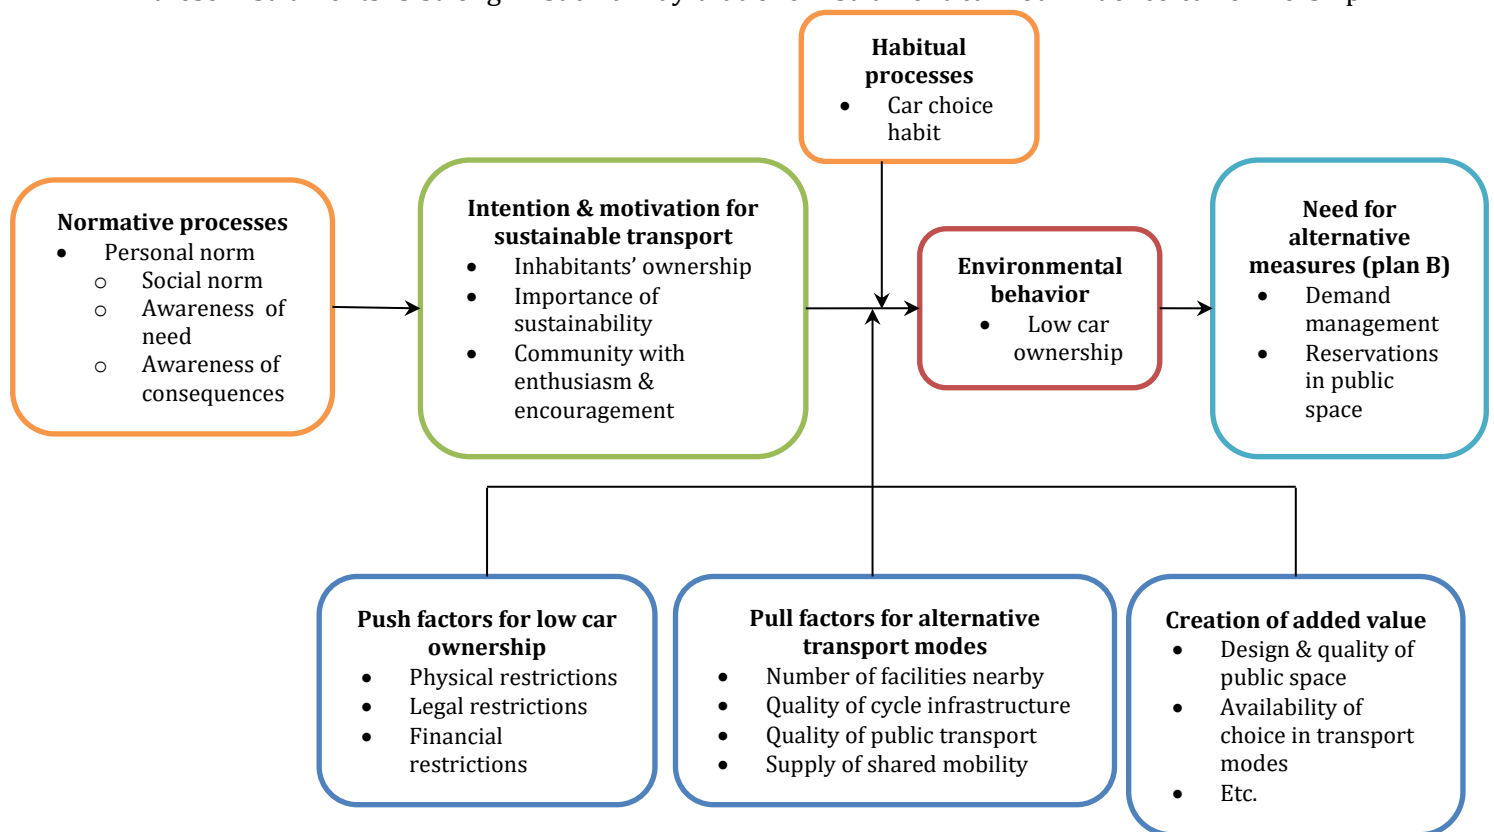 Habitual
processes
• Car choice
habit
Normative processes
• Personal norm
o Social norm
o Awareness of
need
o Awareness of
consequences
Intention & motivation for
sustainable transport
• Inhabitants’ ownership
• Importance of
sustainability
• Community with
enthusiasm &
encouragement
Environmental
behavior
• Low car
ownership
Need for
alternative
measures (plan B)
• Demand
management
• Reservations
in public
space
Push factors for low car
ownership
• Physical restrictions
• Legal restrictions
• Financial
restrictions
Pull factors for alternative
transport modes
• Number of facilities nearby
• Quality of cycle infrastructure
• Quality of public transport
• Supply of shared mobility
Creation of added value
• Design & quality of
public space
• Availability of
choice in transport
modes
• Etc.